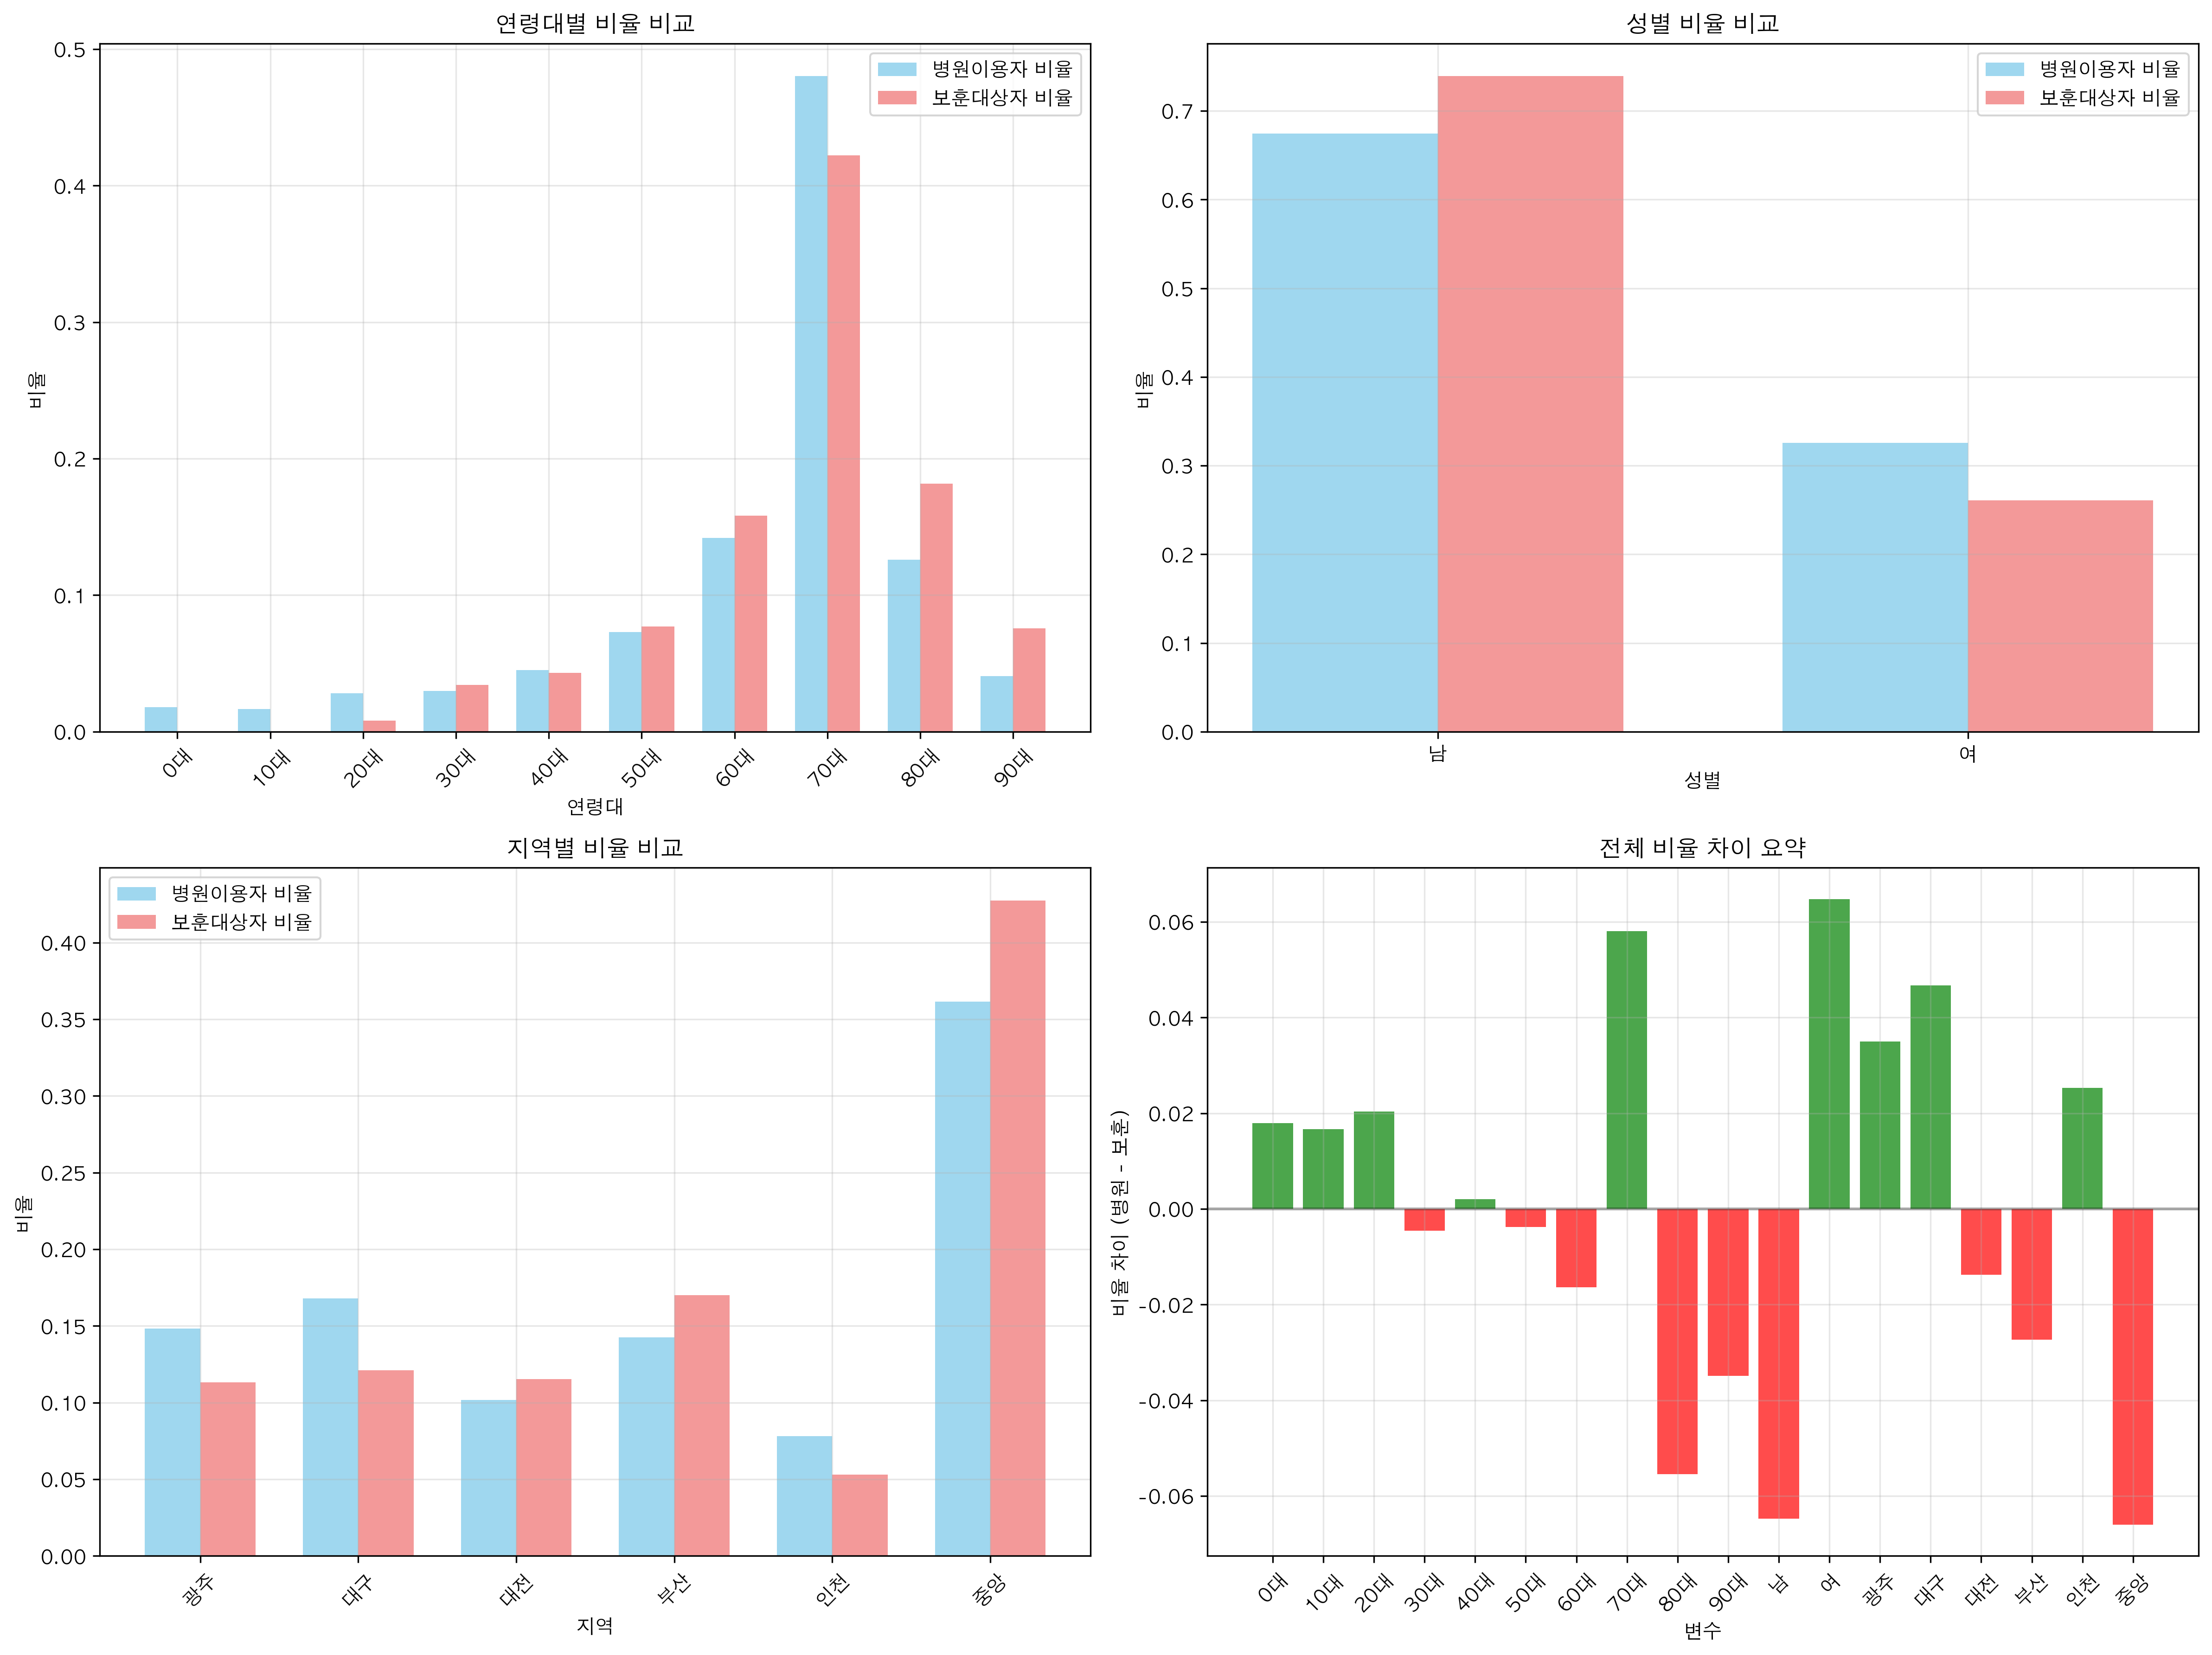 연령대별 비율 비교
병원이용자 비율
보훈대상자 비율
비율
0.5
0.4
0.3
0.2
0.1
0.0
0대
10대
20대
30대
40대
50대
60대
70대
80대
90대
연령대
성별 비율 비교
병원이용자 비율
보훈대상자 비율
비율
0.7
0.6
0.5
0.4
0.3
0.2
0.1
0.0
남
여
성별
지역별 비율 비교
병원이용자 비율
보훈대상자 비율
비율
0.40
0.35
0.30
0.25
0.20
0.15
0.10
0.05
0.00
광주
대구
대전
부산
인천
중앙
지역
전체 비율 차이 요약
비율 차이 (병원 - 보훈)
0.06
0.04
0.02
0.00
-0.02
-0.04
-0.06
0대
10대
20대
30대
40대
50대
60대
70대
80대
90대
남
여
광주
대구
대전
부산
인천
중앙
변수